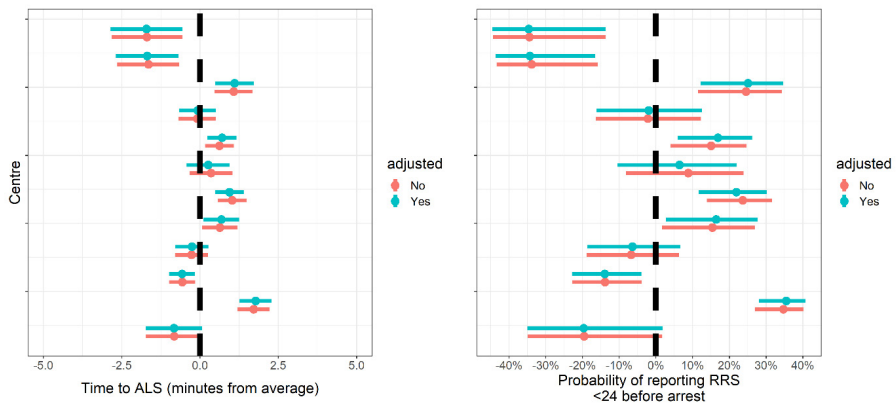 Centre
-5.0 -2.5 0.0 2.5 5.0
Time to ALS (minutes from average)
adjusted
No
Yes
-40% -30% -20% -10% 0% 10% 20% 30% 40%
Probability of reporting RRS
<24 before arrest
adjusted
No
Yes